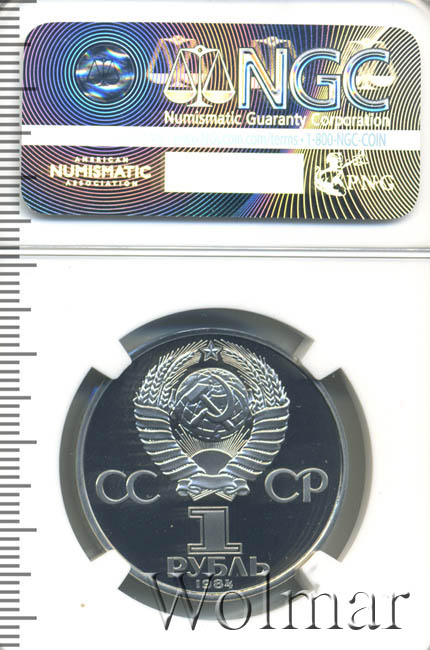 NGC
Numismatic Guaranty Corporation
.com/terms • 1-800-NGC-COIN
AMERICAN
NUMISMATIC
ASSOCIATION
PNG
СС СР
1
РУБЛЬ
1984
Wolmar